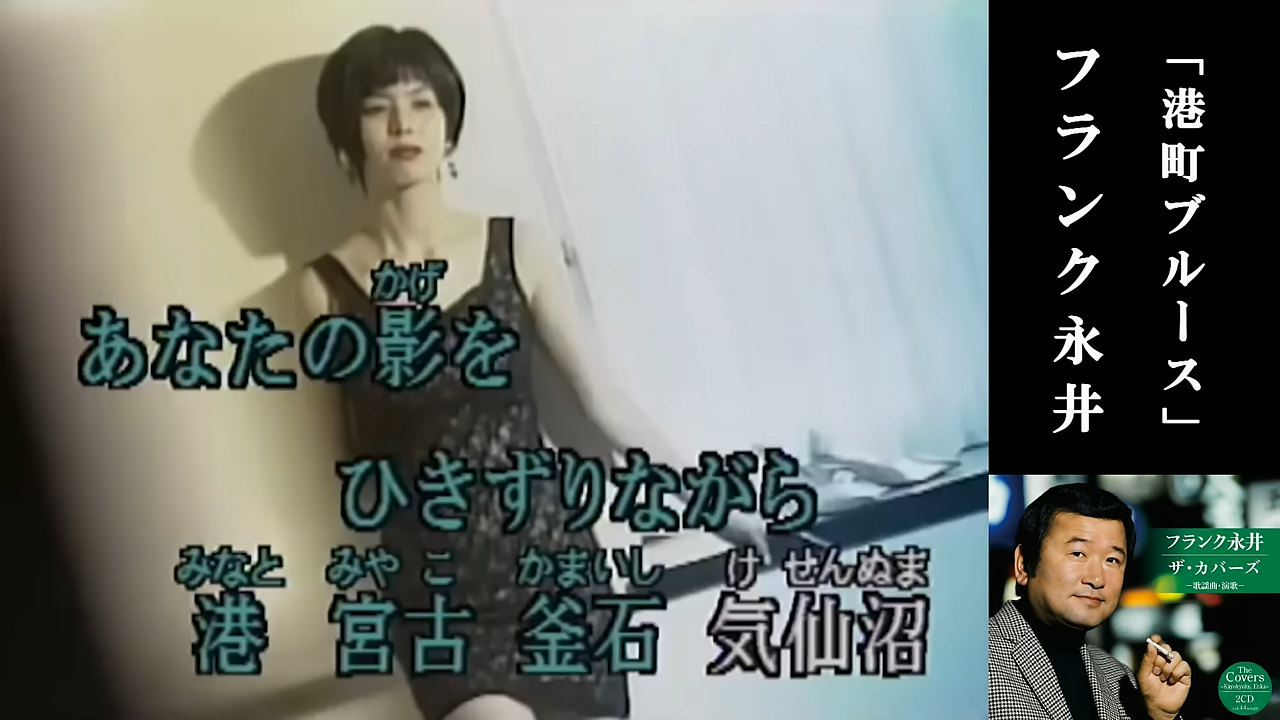 かげ
あなたの影を
ひきずりながら
みなと みやこ かまいし けせんぬま
港 宮古 釜石 気仙沼
「港町ブルース」
フランク永井
フランク永井
ザ・カバーズ
–歌謡曲・演歌–
The
Covers
–Kayokyoku, Enka–
2CD